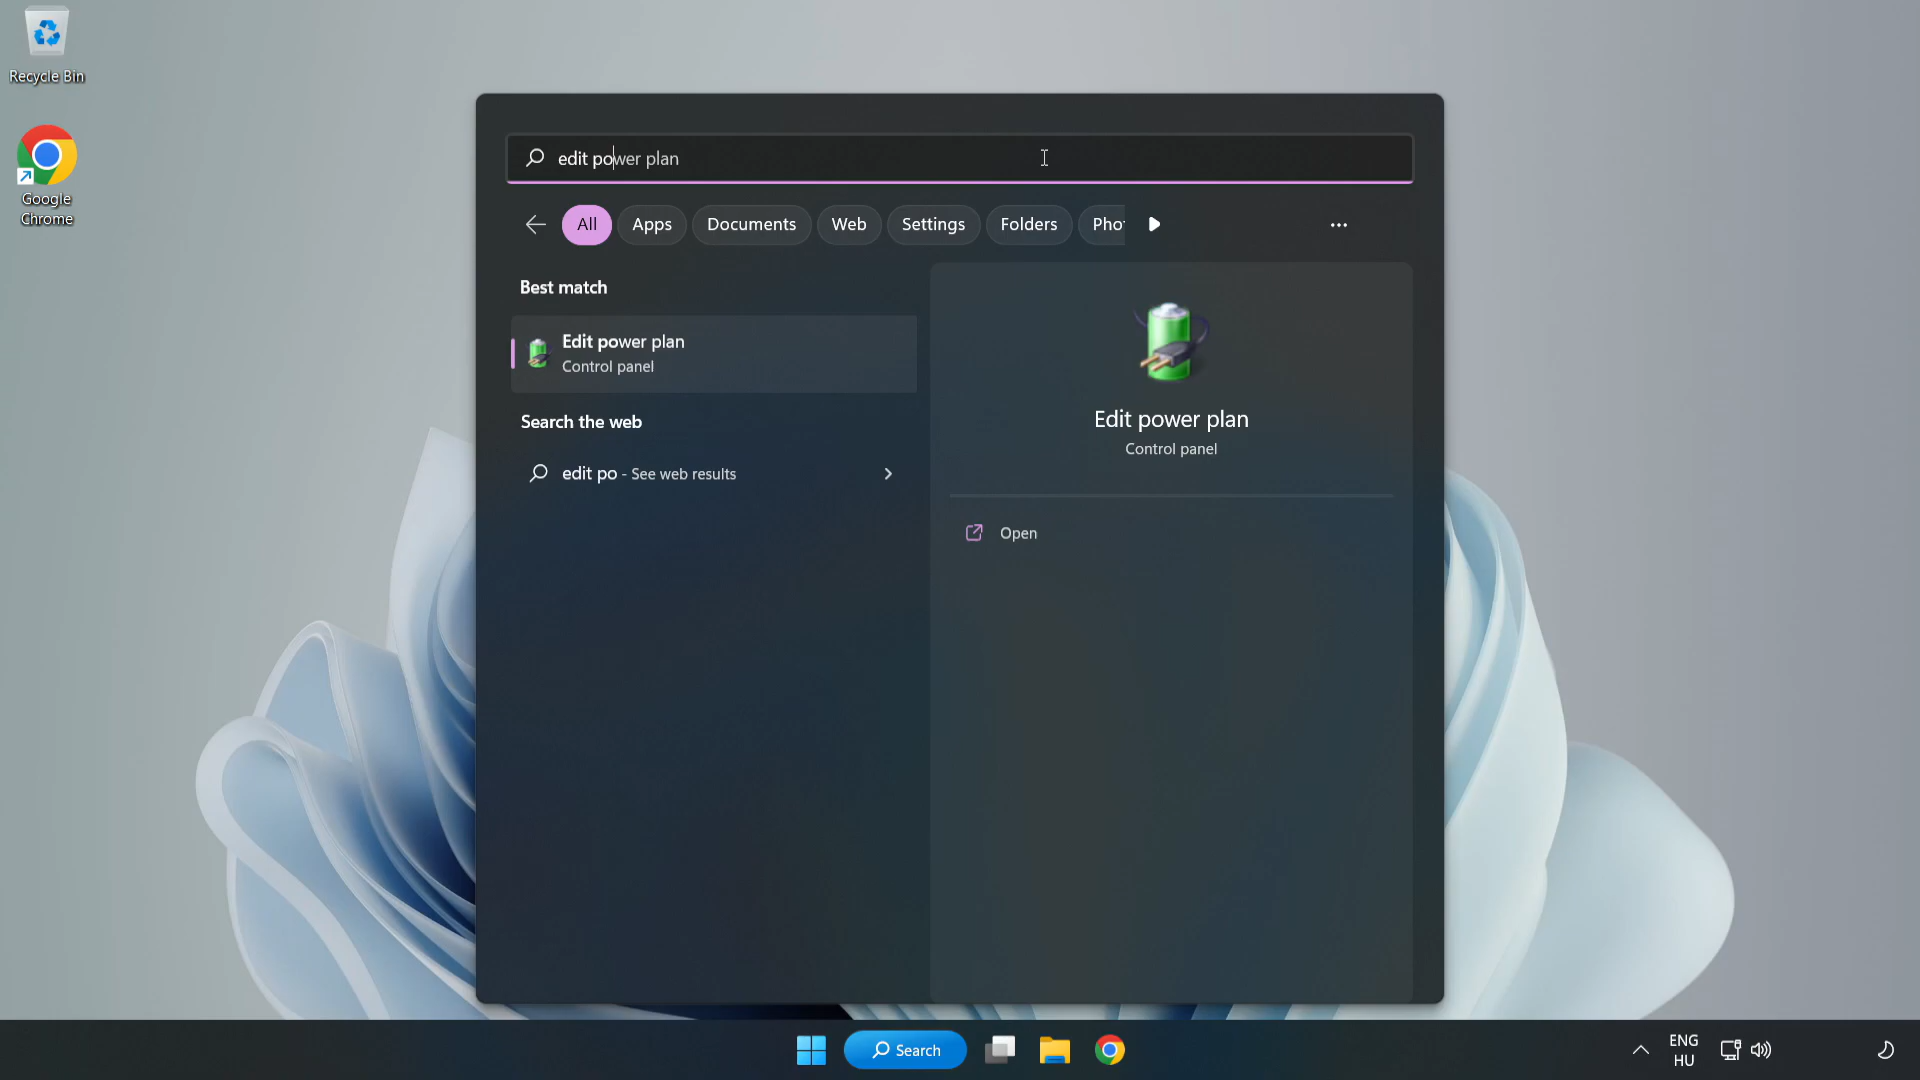 Recycle Bin
Google
Chrome
edit power plan
All
Apps
Documents
Web
Settings
Folders
Pho
Best match
Edit power plan
Control panel
Search the web
edit po - See web results
Edit power plan
Control panel
Open
Search
ENG
HU